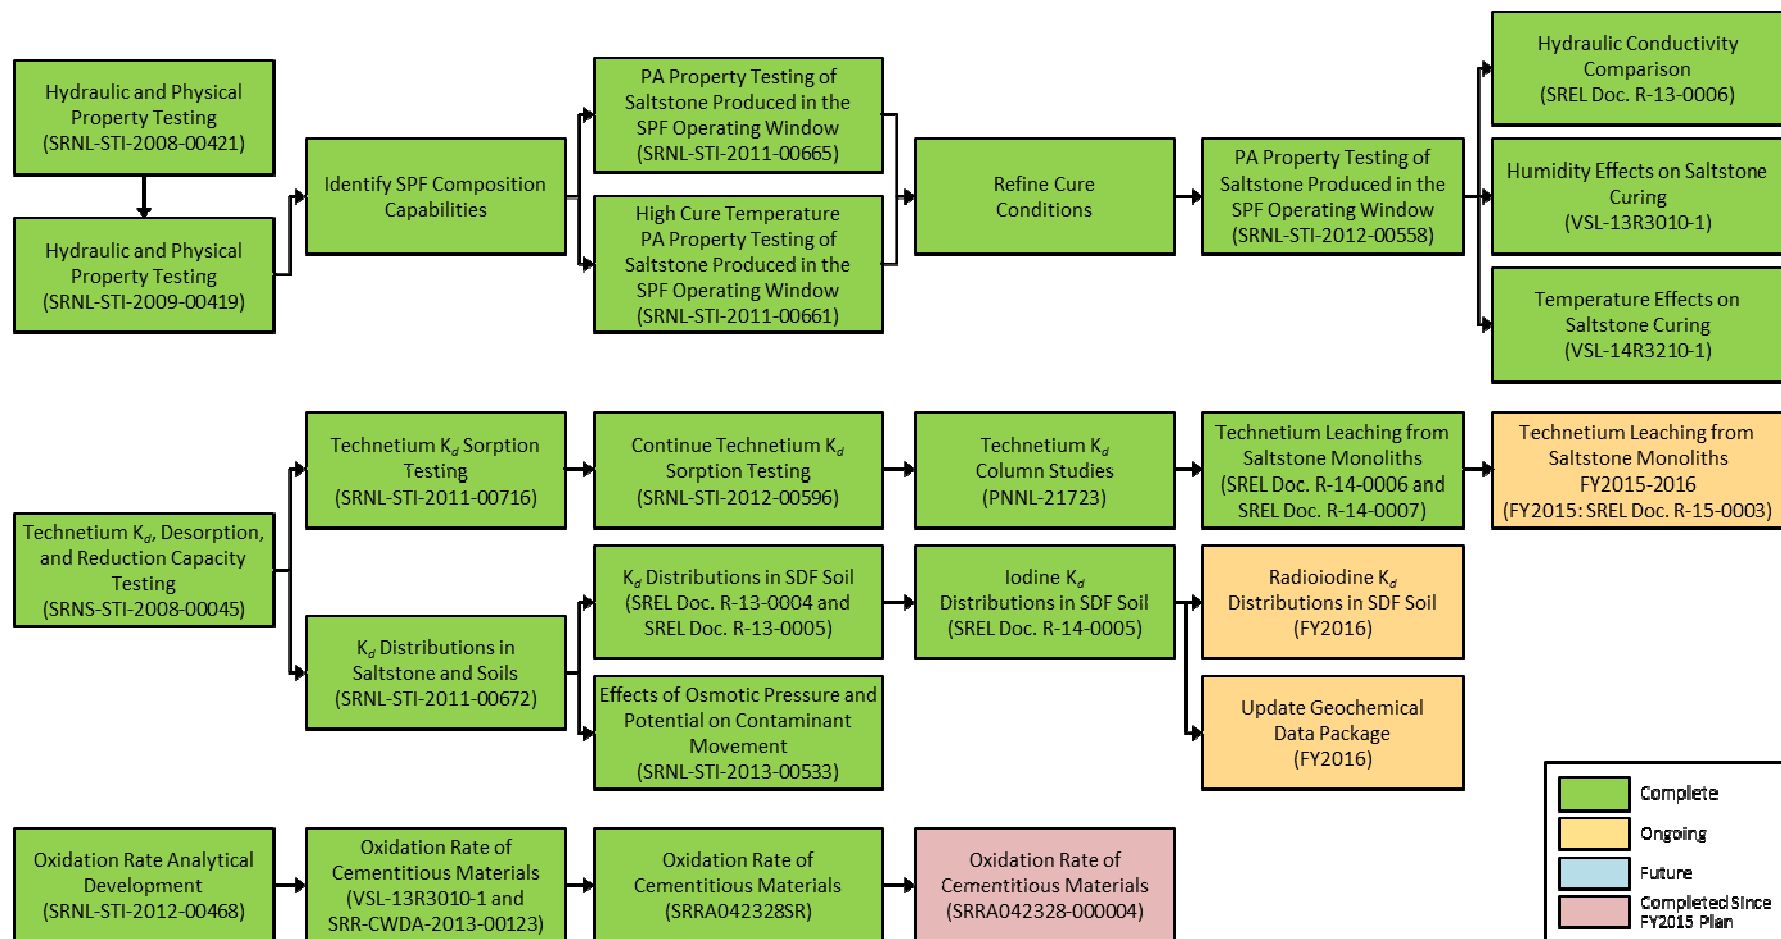 Hydraulic and Physical
Property Testing
(SRNL-STI-2008-00421)
Hydraulic and Physical
Property Testing
(SRNL-STI-2009-00419)
Identify SPF Composition
Capabilities
PA Property Testing of
Saltstone Produced in the
SPF Operating Window
(SRNL-STI-2011-00665)
High Cure Temperature
PA Property Testing of
Saltstone Produced in the
SPF Operating Window
(SRNL-STI-2011-00661)
Refine Cure
Conditions
PA Property Testing of
Saltstone Produced in the
SPF Operating Window
(SRNL-STI-2012-00558)
Hydraulic Conductivity
Comparison
(SREL Doc. R-13-0006)
Humidity Effects on Saltstone
Curing
(VSL-13R3010-1)
Temperature Effects on
Saltstone Curing
(VSL-14R3210-1)
Technetium Kd, Desorption,
and Reduction Capacity
Testing
(SRNS-STI-2008-00045)
Technetium Kd Sorption
Testing
(SRNL-STI-2011-00716)
Continue Technetium Kd
Sorption Testing
(SRNL-STI-2012-00596)
Technetium Kd
Column Studies
(PNNL-21723)
Technetium Leaching from
Saltstone Monoliths
(SREL Doc. R-14-0006 and
SREL Doc. R-14-0007)
Technetium Leaching from
Saltstone Monoliths
FY2015-2016
(FY2015: SREL Doc. R-15-0003)
Kd Distributions in
Saltstone and Soils
(SRNL-STI-2011-00672)
Kd Distributions in SDF Soil
(SREL Doc. R-13-0004 and
SREL Doc. R-13-0005)
Iodine Kd
Distributions in SDF Soil
(SREL Doc. R-14-0005)
Radioiodine Kd
Distributions in SDF Soil
(FY2016)
Effects of Osmotic Pressure and
Potential on Contaminant
Movement
(SRNL-STI-2013-00533)
Update Geochemical
Data Package
(FY2016)
Oxidation Rate Analytical
Development
(SRNL-STI-2012-00468)
Oxidation Rate of
Cementitious Materials
(VSL-13R3010-1 and
SRR-CWDA-2013-00123)
Oxidation Rate of
Cementitious Materials
(SRRA042328SR)
Oxidation Rate of
Cementitious Materials
(SRRA042328-000004)
Complete
Ongoing
Future
Completed Since
FY2015 Plan